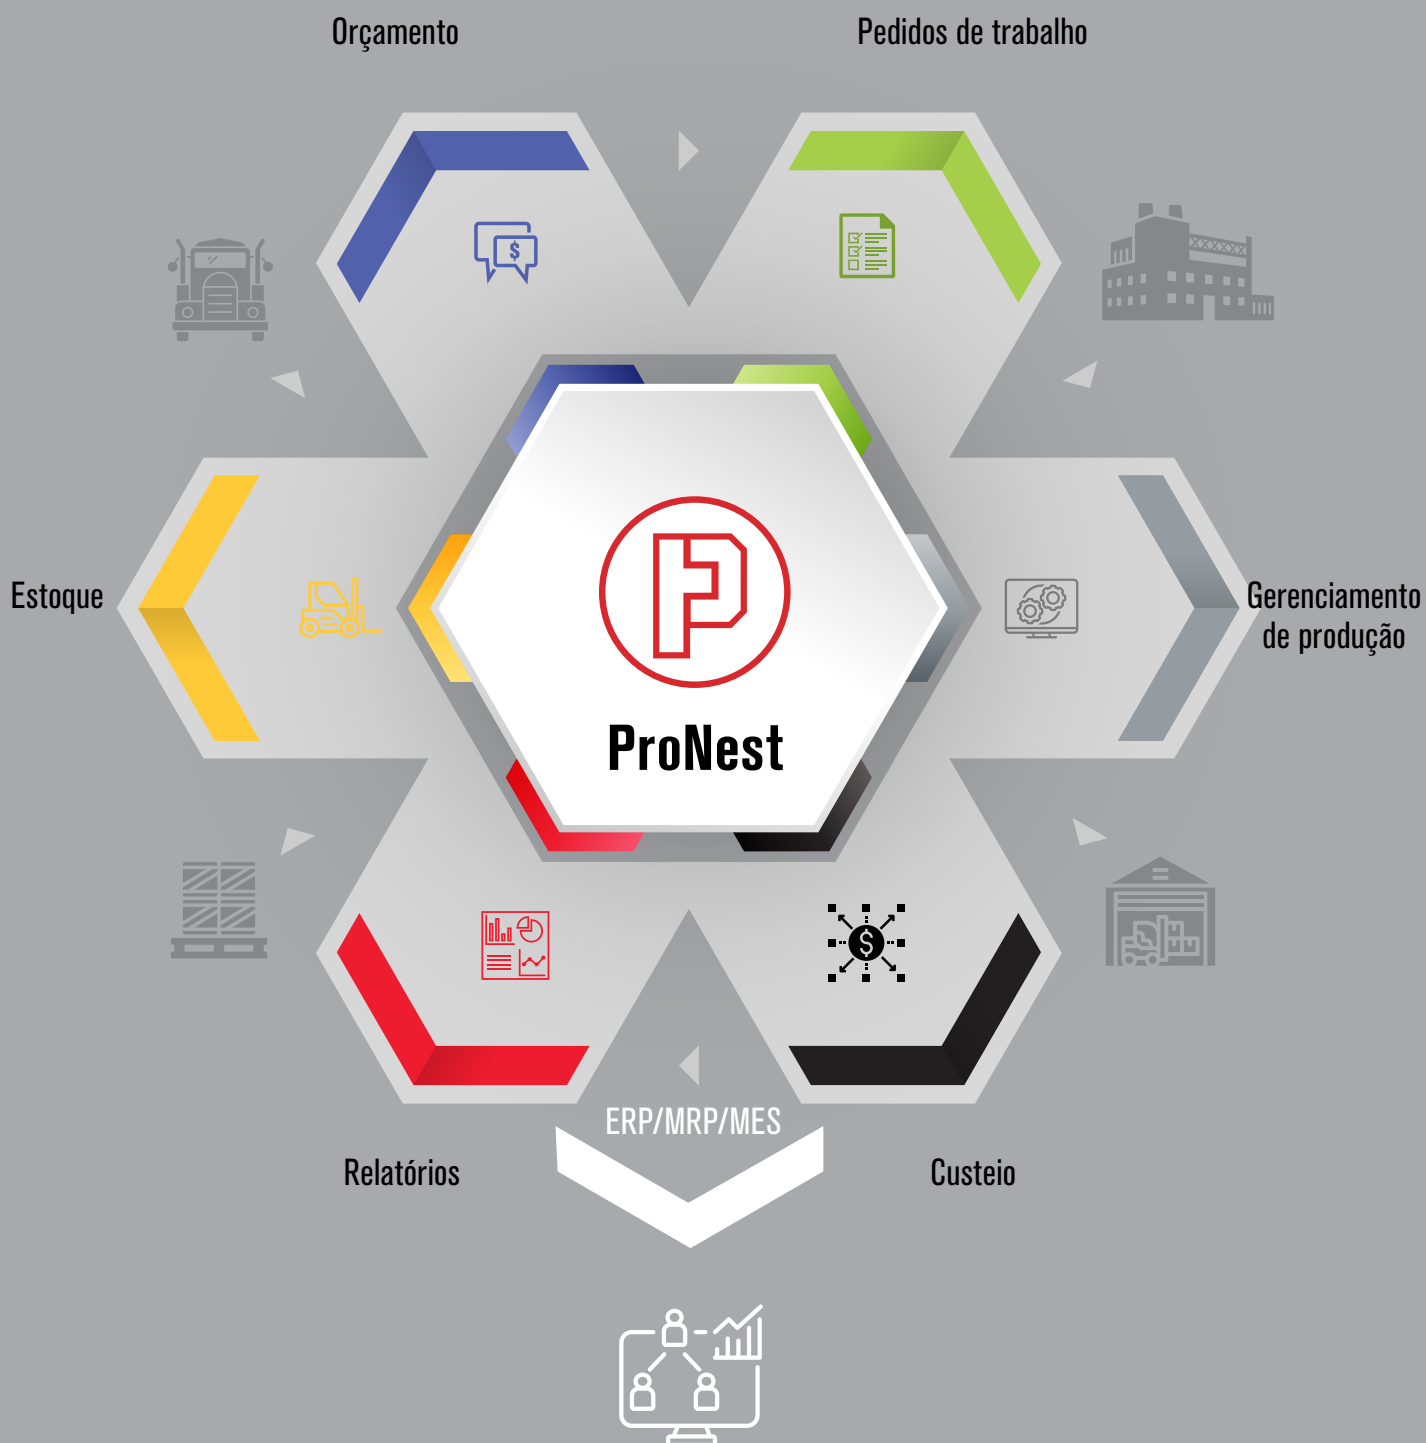 Orçamento
Pedidos de trabalho
Estoque
Gerenciamento
de produção
ProNest
ERP/MRP/MES
Relatórios
Custeio